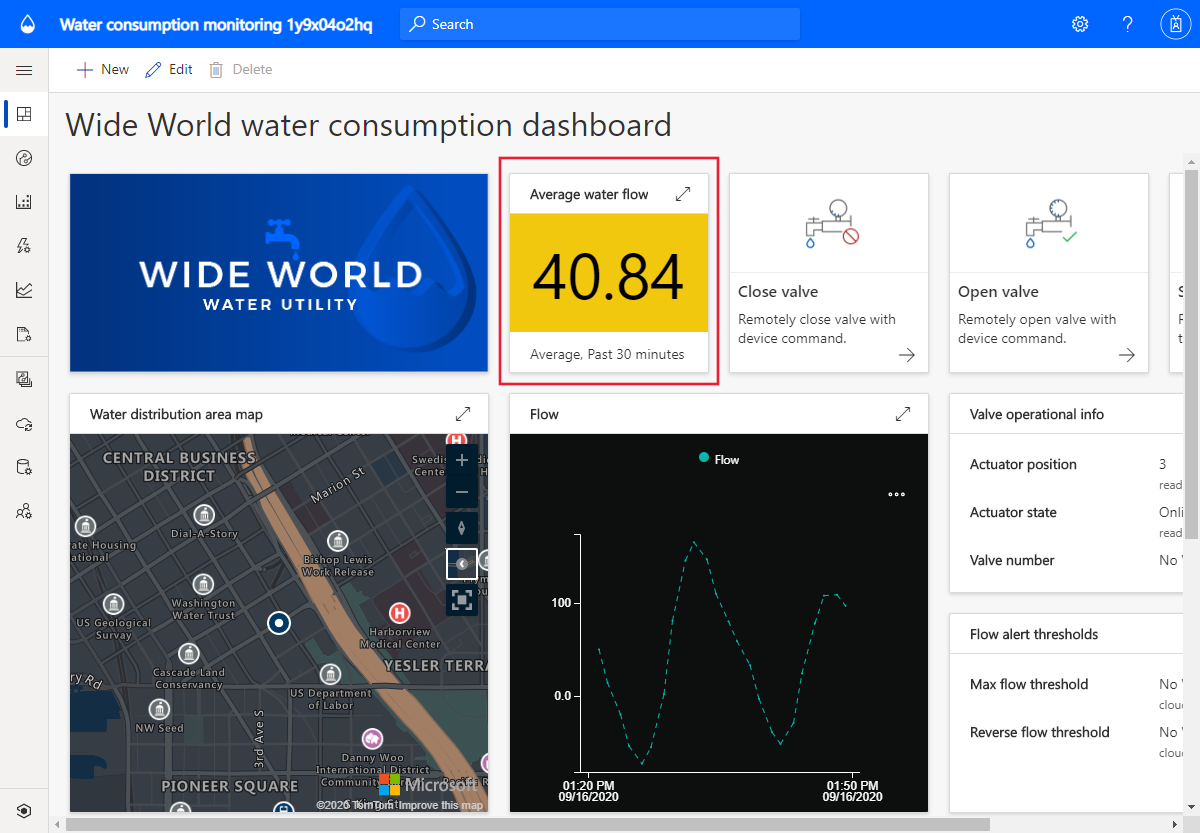 Water consumption monitoring 1y9x04o2hq
Search
New
Edit
Delete
Wide World water consumption dashboard
WIDE WORLD
WATER UTILITY
Average water flow
40.84
Average, Past 30 minutes
Close valve
Remotely close valve with
device command.
Open valve
Remotely open valve with
device command.
Water distribution area map
CENTRAL BUSINESS
DISTRICT
Marion St
Dial-A-Story
Bishop Lewis
Work Release
Washington
Water Trust
US Geological
Survay
Harborview
Medical Center
YESLER TERRA
Cascade Land
Conservancy
US Department
of Labor
ry Rd
NW Seed
3rd Ave S
Danny Woo
International District
Community
PIONEER SQUARE
Microsoft
©2020 TomTom Improve this map
Flow
Flow
100
0.0
01:20 PM
09/16/2020
01:50 PM
09/16/2020
Valve operational info
Actuator position
3
read
Actuator state
Onli
read
Valve number
No
Flow alert thresholds
Max flow threshold
No
clou
Reverse flow threshold
No
clou